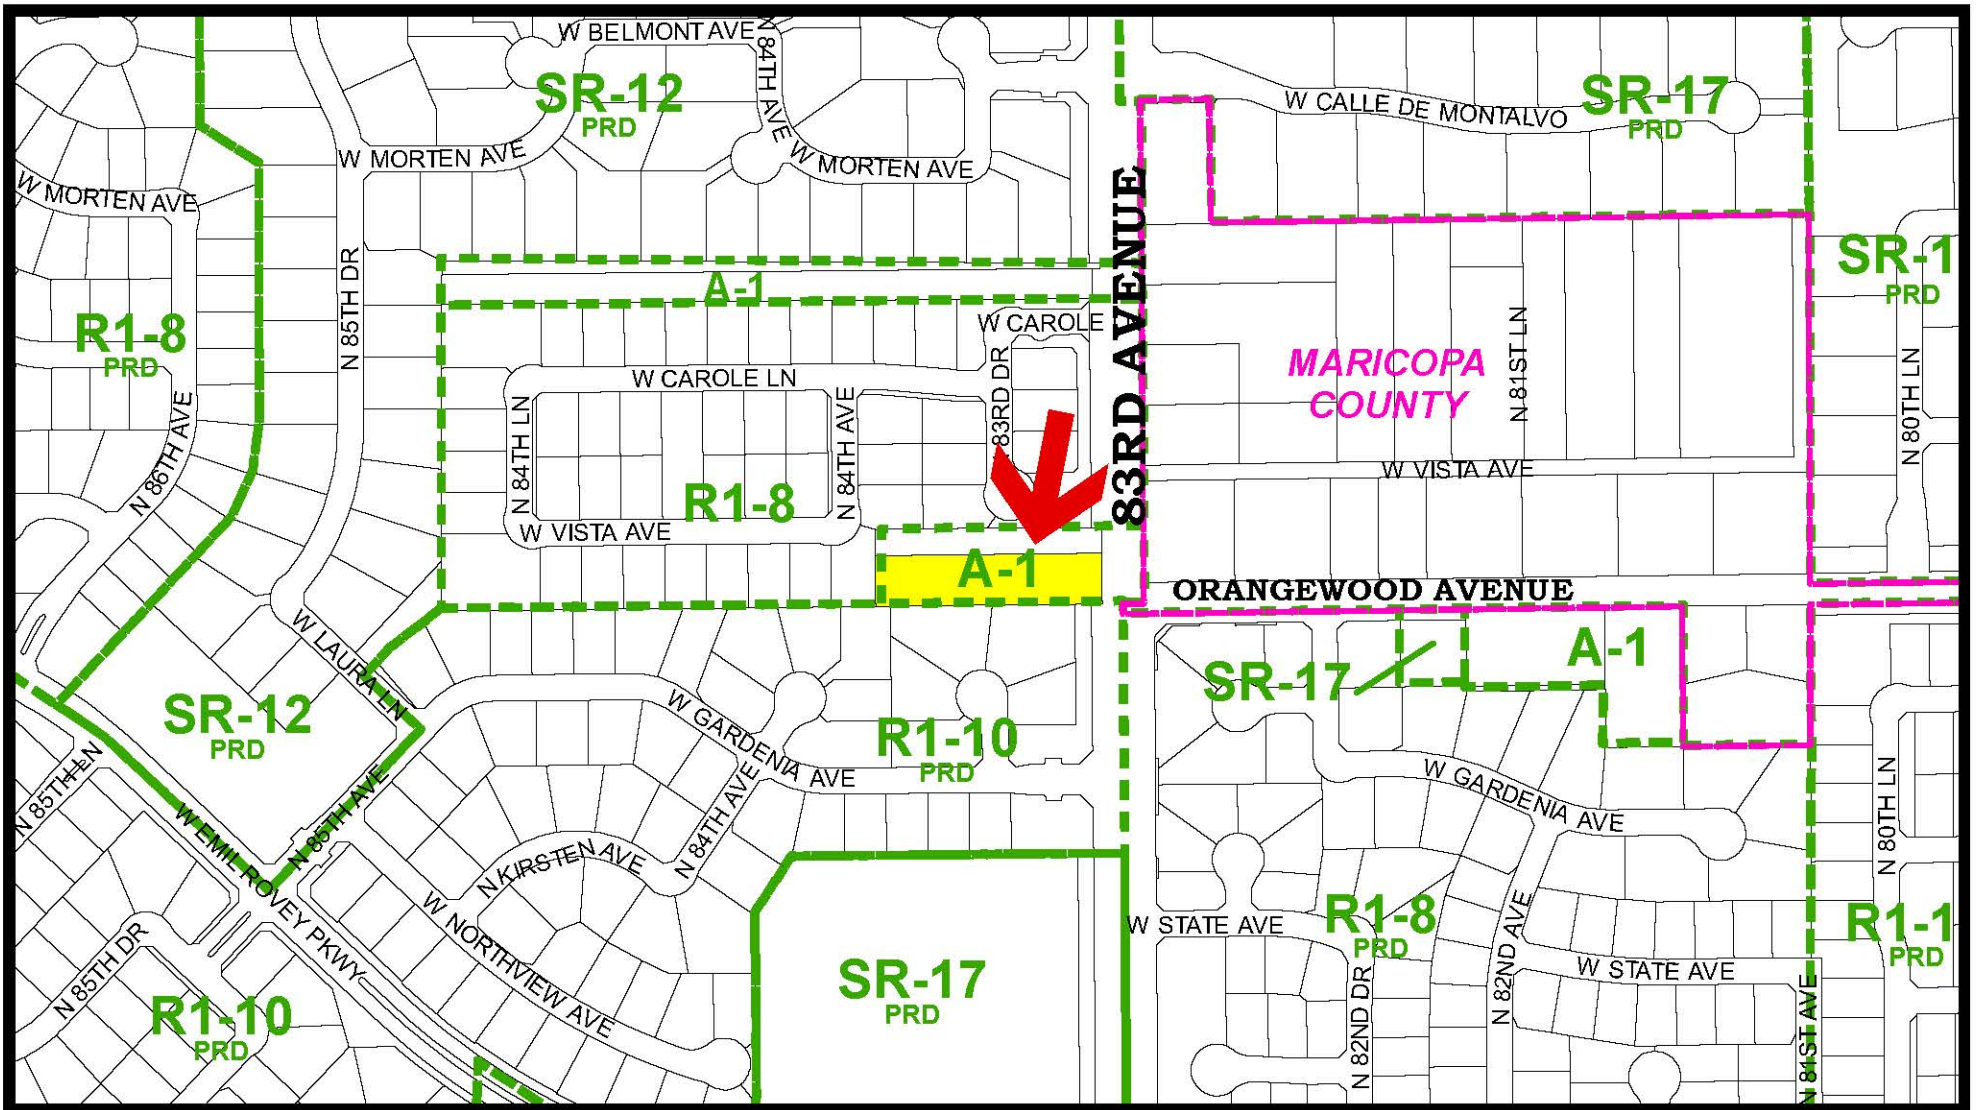 W BELMONT AVE
N 84TH AVE
SR-12
PRD
W MORTEN AVE
W MORTEN AVE
W MORTEN AVE
W CALLE DE MONTALVO
SR-17
PRD
SR-1
PRD
R1-8
PRD
N 85TH DR
N 86TH AVE
A-1
W CAROLE
W CAROLE LN
N 84TH LN
N 84TH AVE
83RD DR
R1-8
W VISTA AVE
A-1
83RD AVENUE
MARICOPA
COUNTY
N 81ST LN
W VISTA AVE
N 80TH LN
ORANGEWOOD AVENUE
SR-17
A-1
W LAURA LN
SR-12
PRD
N 85TH LN
N 85TH AVE
W EMIL ROVEY PKWY
W GARDENIA AVE
R1-10
PRD
N 84TH AVE
N KIRSTEN AVE
W NORTHVIEW AVE
N 85TH DR
R1-10
PRD
SR-17
PRD
W GARDENIA AVE
N 80TH LN
W STATE AVE
R1-8
PRD
N 82ND AVE
W STATE AVE
N 82ND DR
N 81ST AVE
R1-1
PRD